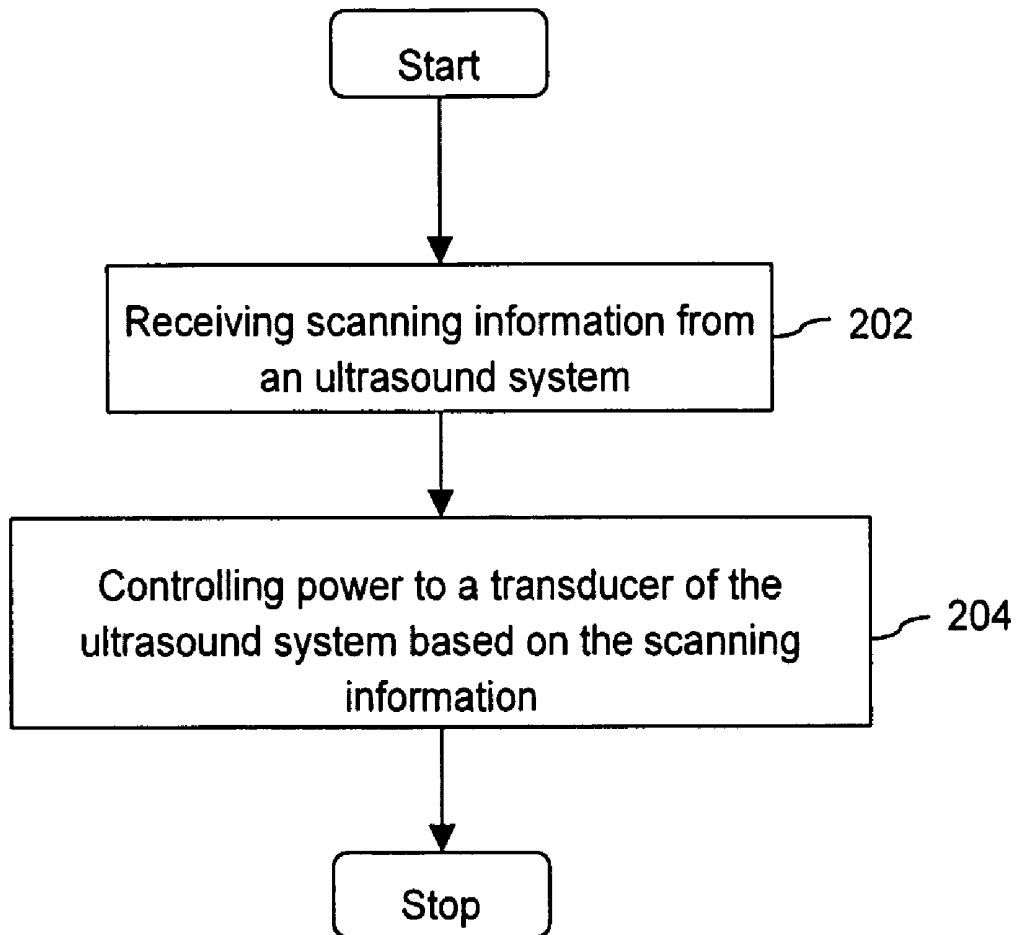 Start
Receiving scanning information from
an ultrasound system
202
Controlling power to a transducer of the
ultrasound system based on the scanning
information
204
Stop